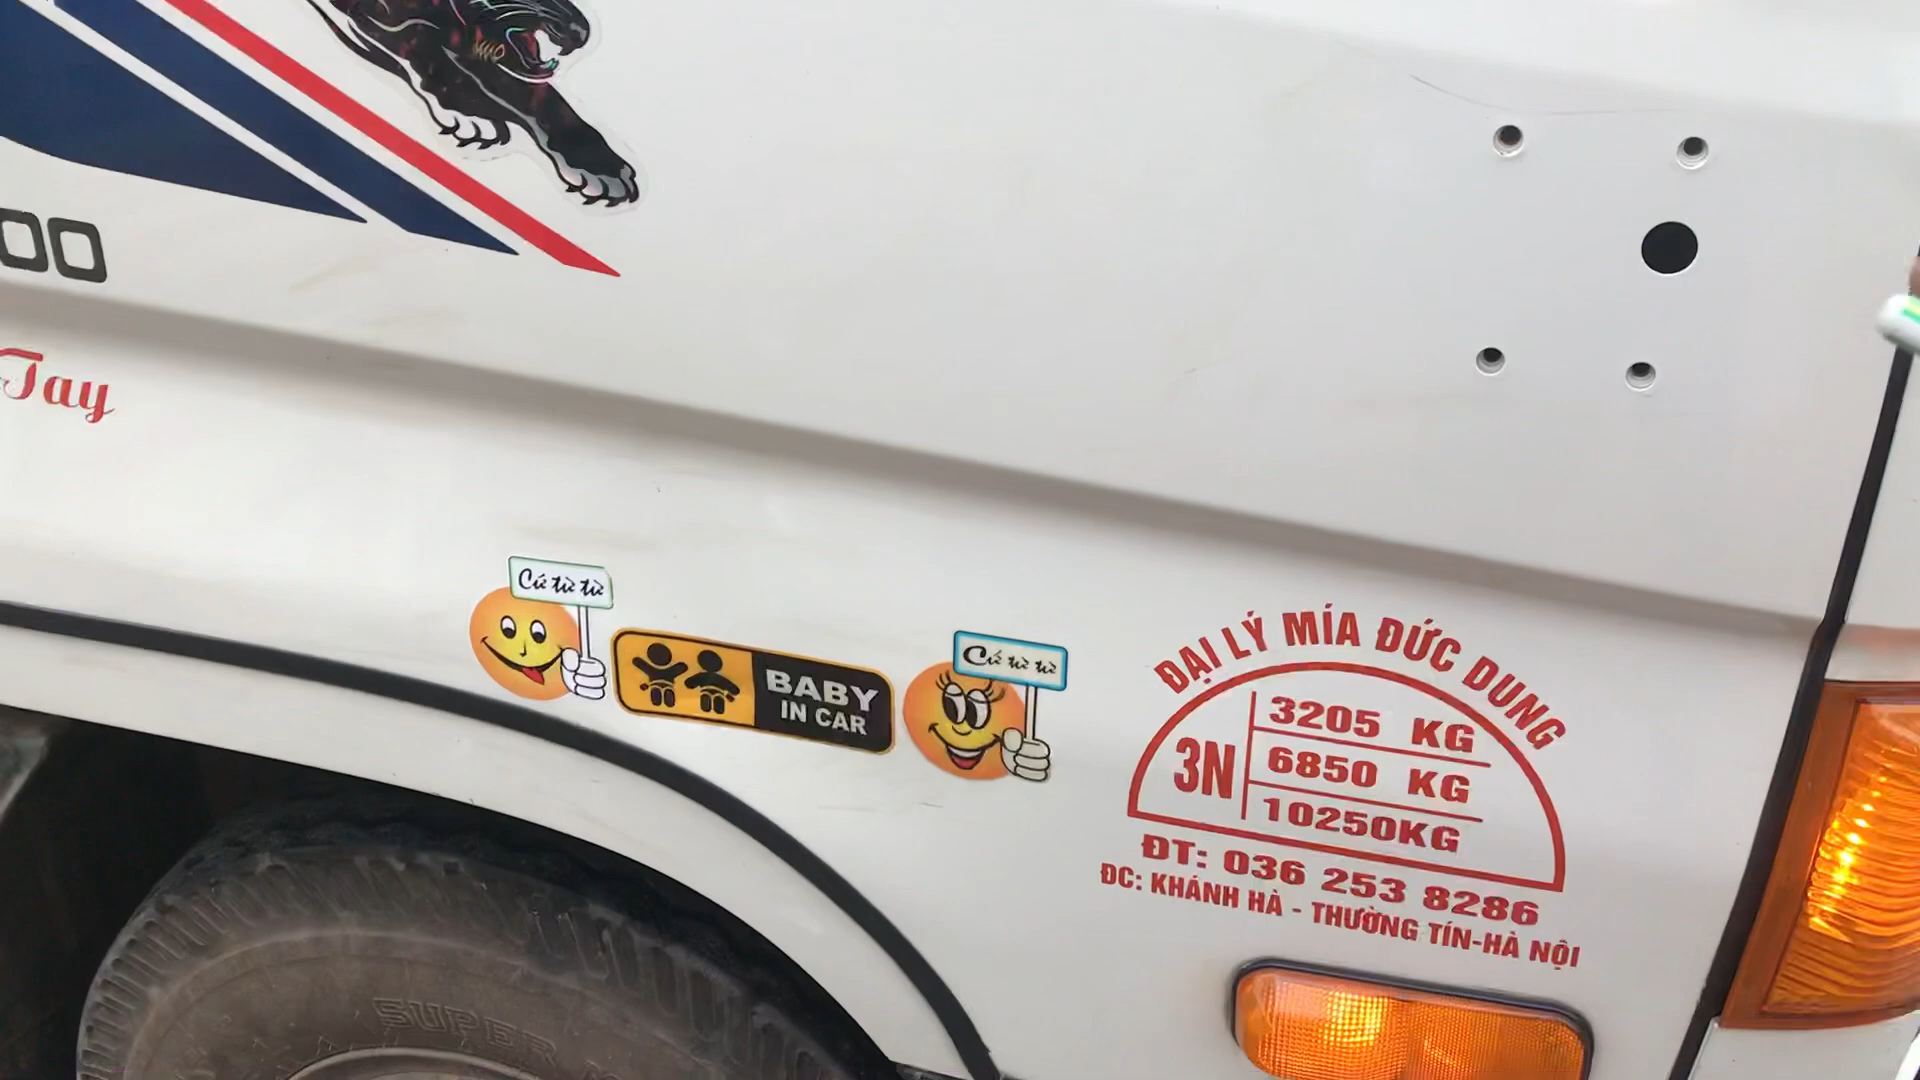 00
Tay
Cứ từ từ
BABY
IN CAR
Cứ từ từ
ĐẠI LÝ MÍA ĐỨC DUNG
3N
3205 KG
6850 KG
10250KG
ĐT: 036 253 8286
ĐC: KHÁNH HÀ - THƯỜNG TÍN-HÀ NỘI
SUPER